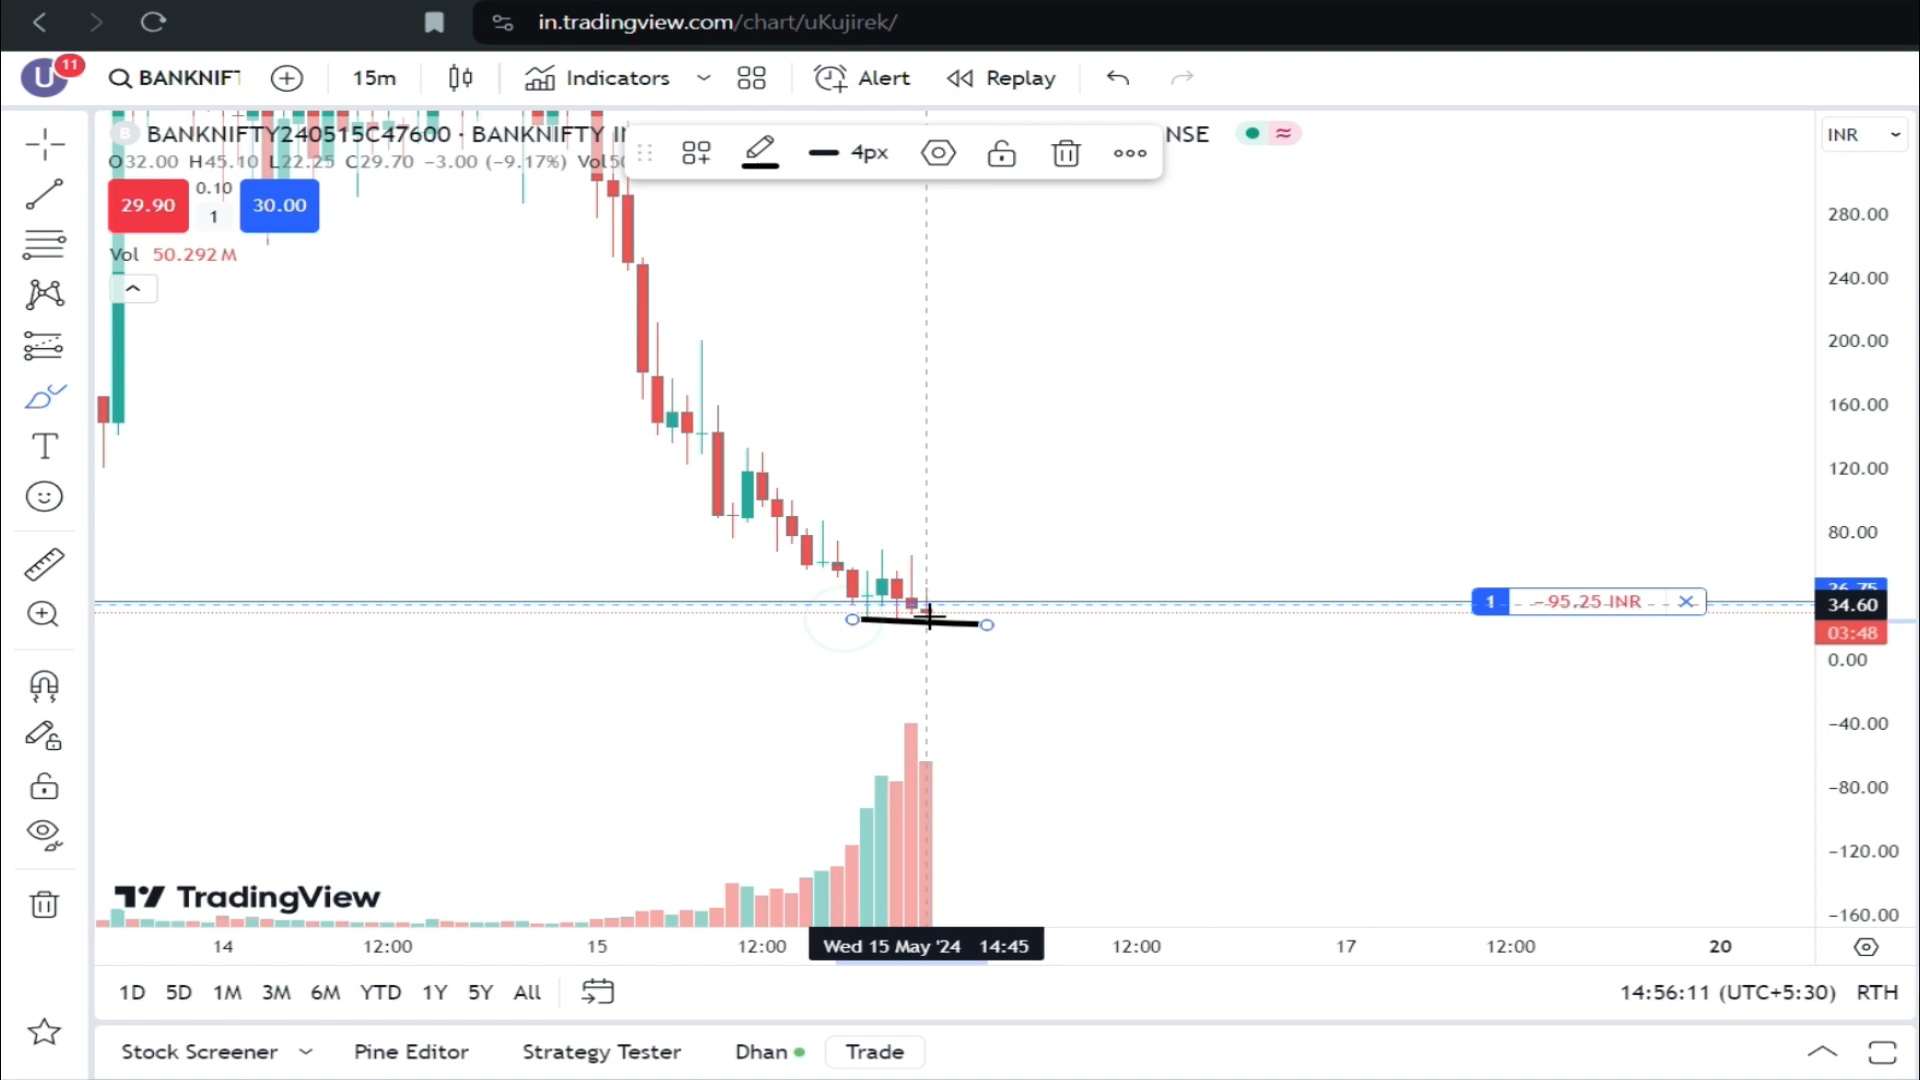 in.tradingview.com/chart/uKujirek/
U 11 BANKNIF 15m Indicators Alert Replay
B BANKNIFTY240515C47600 · BANKNIFTY NSE INR
O32.00 H45.10 L22.25 C29.70 −3.00 (−9.17%) Vol
4px
29.90 0.10 1 30.00
Vol 50.292 M
280.00
240.00
200.00
160.00
120.00
80.00
1 −95.25 INR
34.60
03:48
0.00
−40.00
−80.00
−120.00
−160.00
TradingView
14 12:00 15 12:00 Wed 15 May '24 14:45 12:00 17 12:00 20
1D 5D 1M 3M 6M YTD 1Y 5Y All 14:56:11 (UTC+5:30) RTH
Stock Screener Pine Editor Strategy Tester Dhan Trade